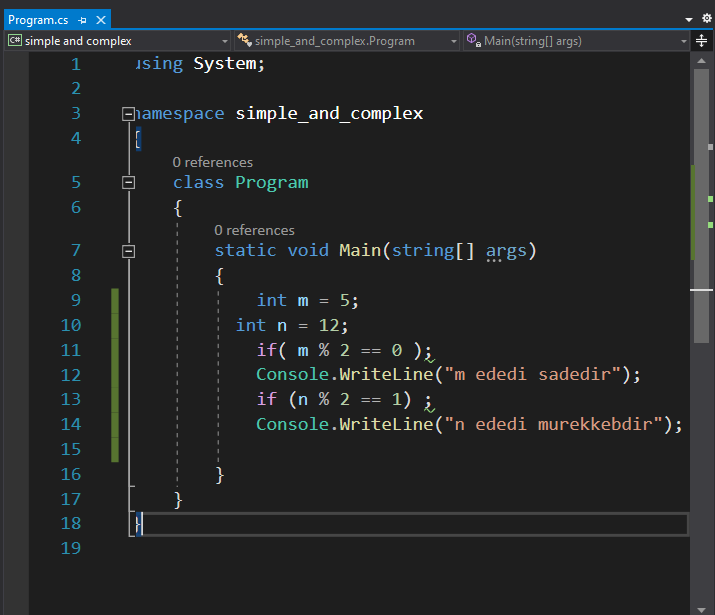 Program.cs
simple and complex simple_and_complex.Program Main(string[] args)
1 using System;
2
3 namespace simple_and_complex
4 {
0 references
5 class Program
6 {
0 references
7 static void Main(string[] args)
8 {
9 int m = 5;
10 int n = 12;
11 if( m % 2 == 0 );
12 Console.WriteLine("m ededi sadedir");
13 if (n % 2 == 1) ;
14 Console.WriteLine("n ededi murekkebdir");
15
16 }
17 }
18 }
19